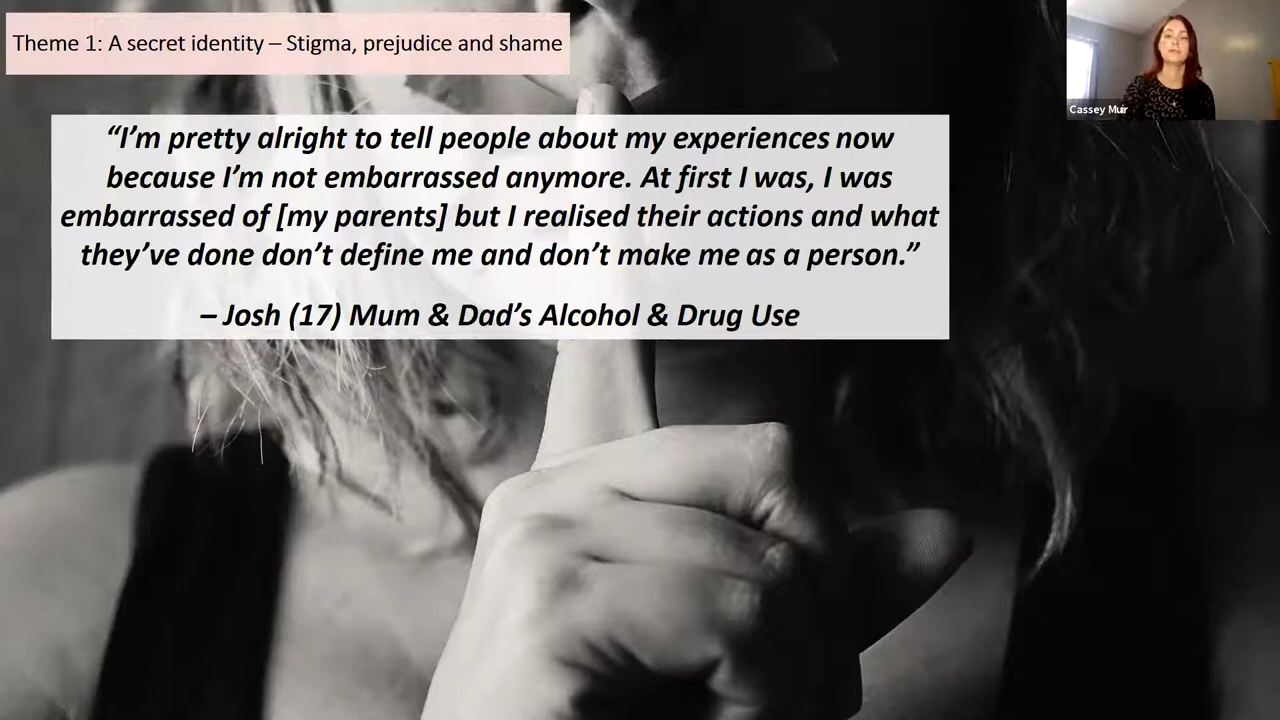 Theme 1: A secret identity – Stigma, prejudice and shame
Cassey Muir
“I’m pretty alright to tell people about my experiences now
because I’m not embarrassed anymore. At first I was, I was
embarrassed of [my parents] but I realised their actions and what
they’ve done don’t define me and don’t make me as a person.”
– Josh (17) Mum & Dad’s Alcohol & Drug Use